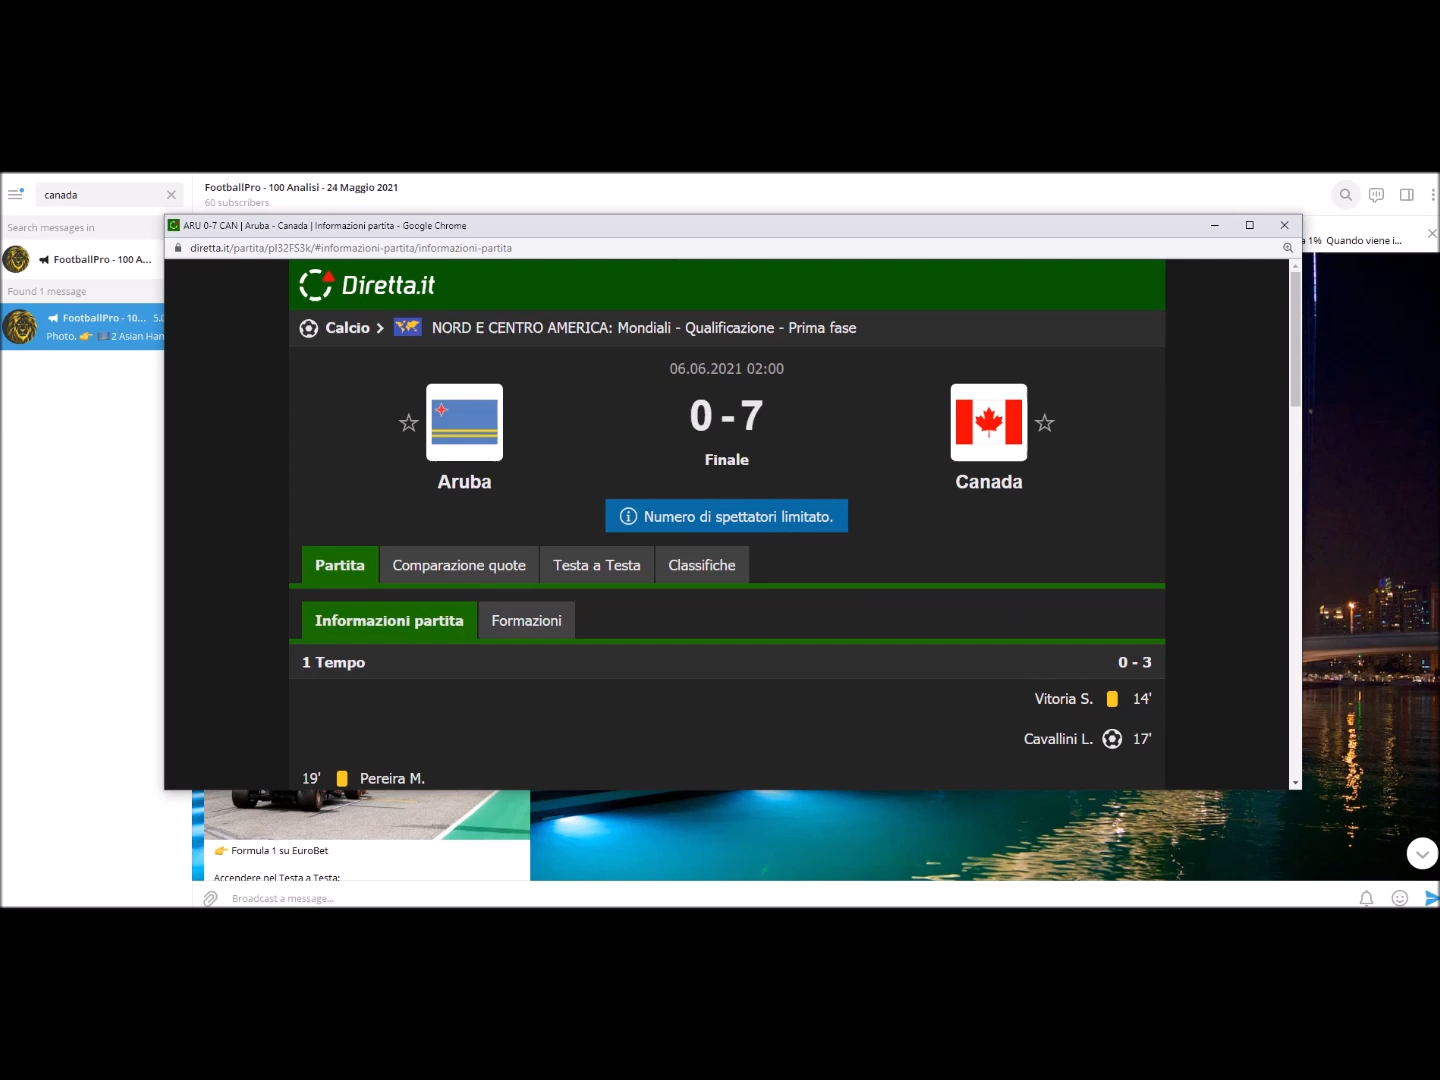 canada
FootballPro - 100 Analisi - 24 Maggio 2021
60 subscribers
Search messages in
FootballPro - 100 A...
Found 1 message
FootballPro - 10... 5.0
Photo. 👉 2 Asian Han
ARU 0-7 CAN | Aruba - Canada | Informazioni partita - Google Chrome
diretta.it/partita/pI32FS3k/#informazioni-partita/informazioni-partita
1% Quando viene i...
Diretta.it
Calcio > NORD E CENTRO AMERICA: Mondiali - Qualificazione - Prima fase
06.06.2021 02:00
0 - 7
Finale
Aruba
Canada
Numero di spettatori limitato.
Partita Comparazione quote Testa a Testa Classifiche
Informazioni partita Formazioni
1 Tempo 0 - 3
Vitoria S. 14'
Cavallini L. 17'
19' Pereira M.
👉 Formula 1 su EuroBet
Accendere nel Testa a Testa:
Broadcast a message...